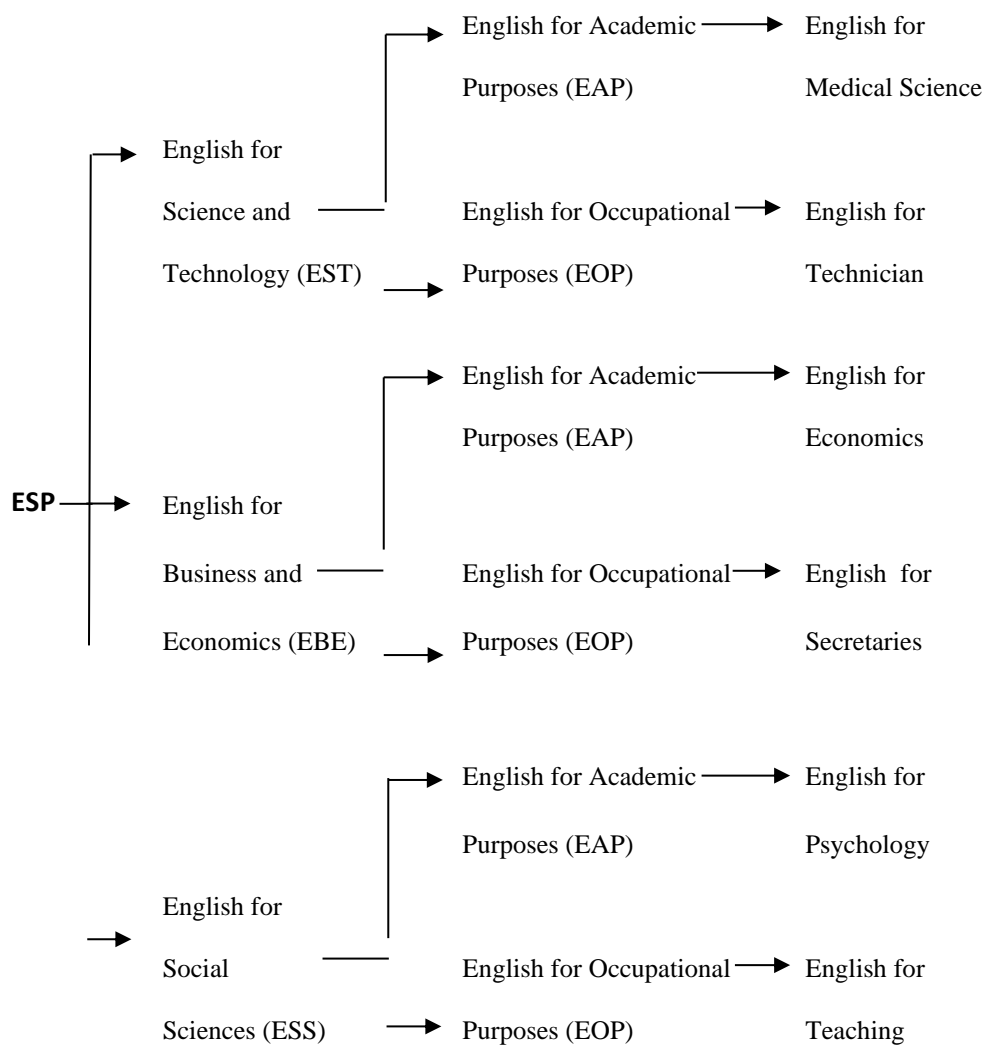 English for Academic
Purposes (EAP)
English for
Medical Science
English for
Science and
Technology (EST)
English for Occupational
Purposes (EOP)
English for
Technician
English for Academic
Purposes (EAP)
English for
Economics
ESP
English for
Business and
Economics (EBE)
English for Occupational
Purposes (EOP)
English for
Secretaries
English for Academic
Purposes (EAP)
English for
Psychology
English for
Social
Sciences (ESS)
English for Occupational
Purposes (EOP)
English for
Teaching